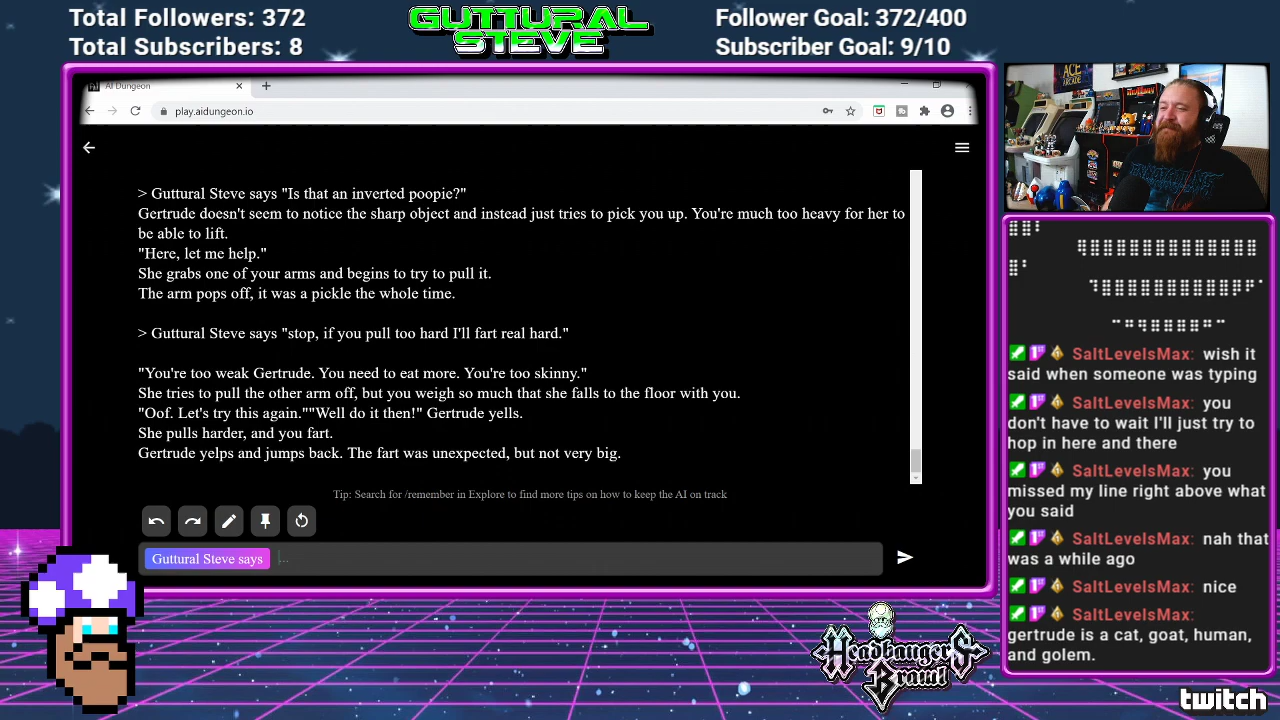 Total Followers: 372
Total Subscribers: 8
GUTTURAL
STEVE
Follower Goal: 372/400
Subscriber Goal: 9/10
AI Dungeon
play.aidungeon.io
> Guttural Steve says "Is that an inverted poopie?"
Gertrude doesn't seem to notice the sharp object and instead just tries to pick you up. You're much too heavy for her to
be able to lift.
"Here, let me help."
She grabs one of your arms and begins to try to pull it.
The arm pops off, it was a pickle the whole time.
> Guttural Steve says "stop, if you pull too hard I'll fart real hard."
"You're too weak Gertrude. You need to eat more. You're too skinny."
She tries to pull the other arm off, but you weigh so much that she falls to the floor with you.
"Oof. Let's try this again.""Well do it then!" Gertrude yells.
She pulls harder, and you fart.
Gertrude yelps and jumps back. The fart was unexpected, but not very big.
Tip: Search for /remember in Explore to find more tips on how to keep the AI on track
Guttural Steve says ...
ACE
ARCADE
SaltLevelsMax: wish it
said when someone was typing
SaltLevelsMax: you
don't have to wait I'll just try to
hop in here and there
SaltLevelsMax: you
missed my line right above what
you said
SaltLevelsMax: nah that
was a while ago
SaltLevelsMax: nice
SaltLevelsMax:
gertrude is a cat, goat, human,
and golem.
Headbangers
Brawl
twitch